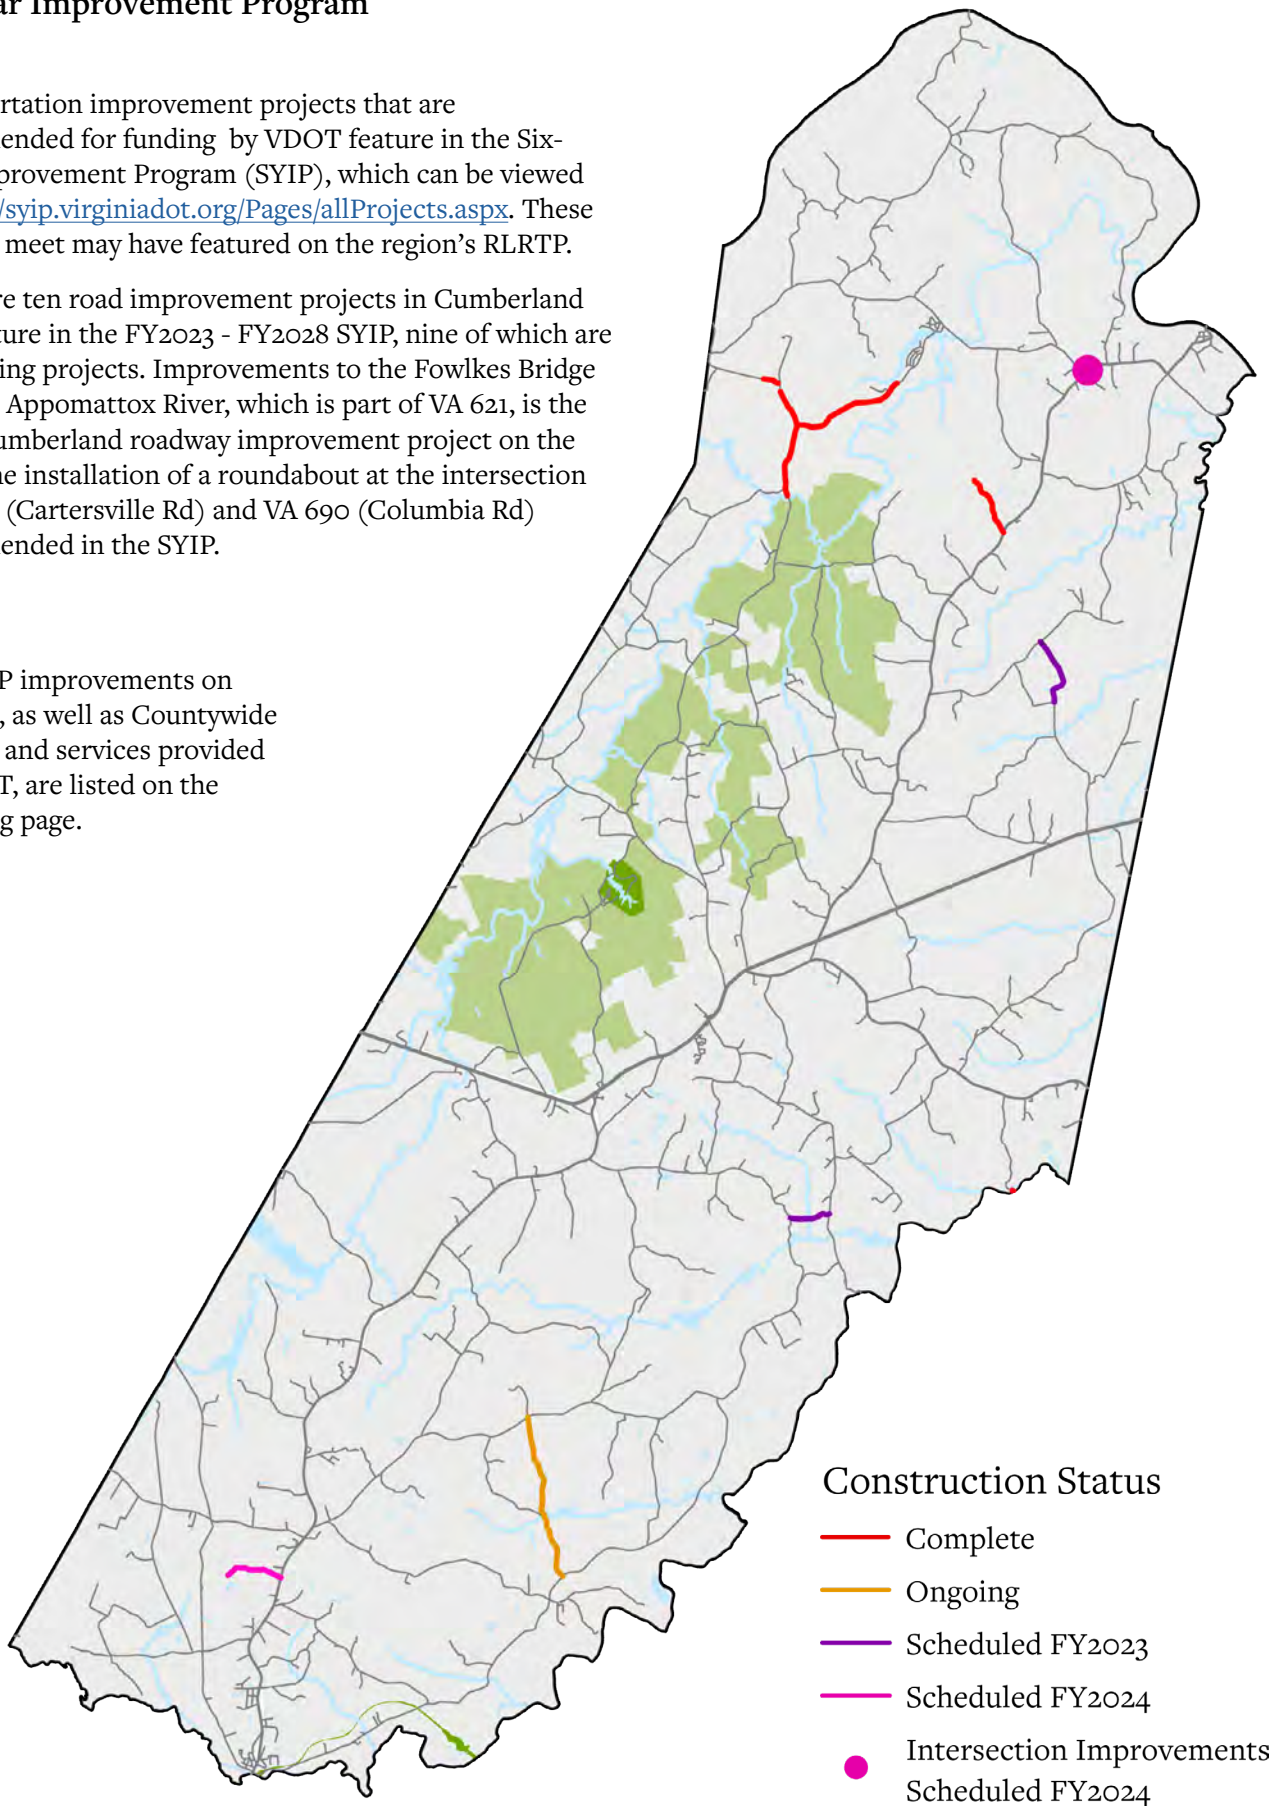 ar Improvement Program
rtation improvement projects that are
ended for funding by VDOT feature in the Six-
provement Program (SYIP), which can be viewed
/syip.virginiadot.org/Pages/allProjects.aspx. These
meet may have featured on the region's RLRTP.
re ten road improvement projects in Cumberland
ture in the FY2023 - FY2028 SYIP, nine of which are
ing projects. Improvements to the Fowlkes Bridge
Appomattox River, which is part of VA 621, is the
umberland roadway improvement project on the
he installation of a roundabout at the intersection
(Cartersville Rd) and VA 690 (Columbia Rd)
ended in the SYIP.
P improvements on
, as well as Countywide
and services provided
T, are listed on the
g page.
Construction Status
Complete
Ongoing
Scheduled FY2023
Scheduled FY2024
Intersection Improvements
Scheduled FY2024